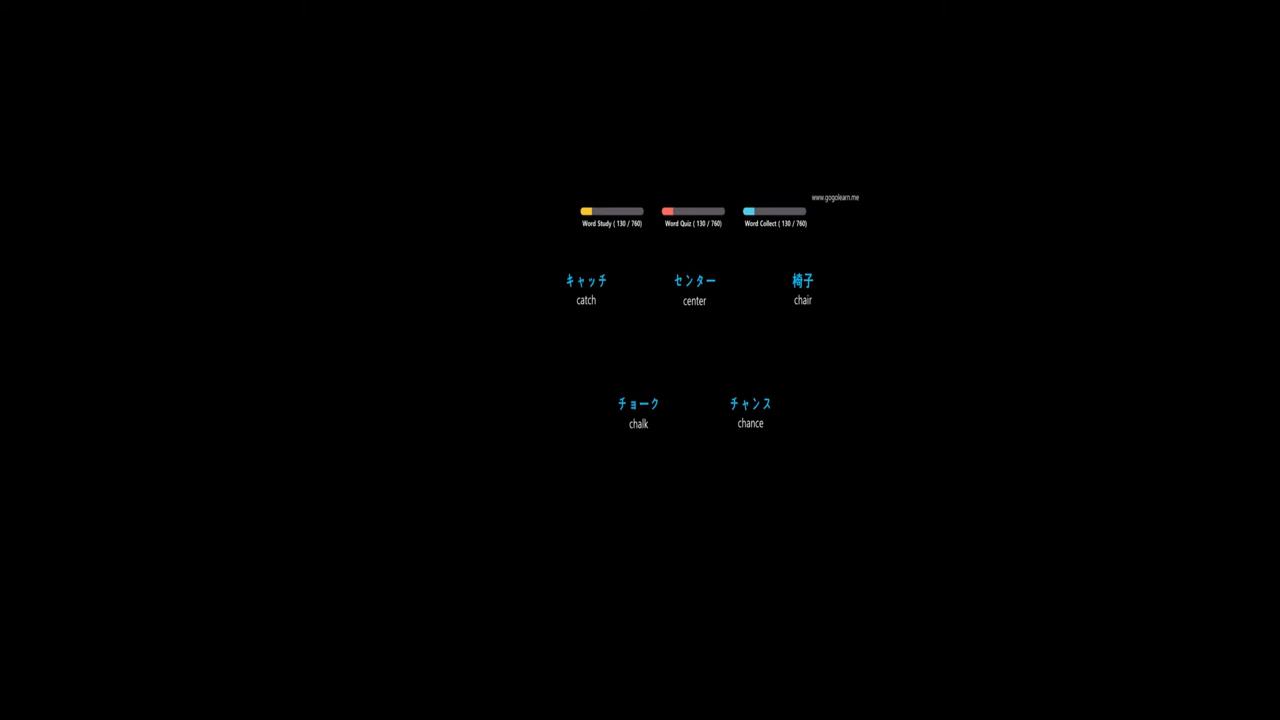 www.gogolearn.me
Word Study ( 130 / 760)
Word Quiz ( 130 / 760)
Word Collect ( 130 / 760)
キャッチ
catch
センター
center
椅子
chair
チョーク
chalk
チャンス
chance